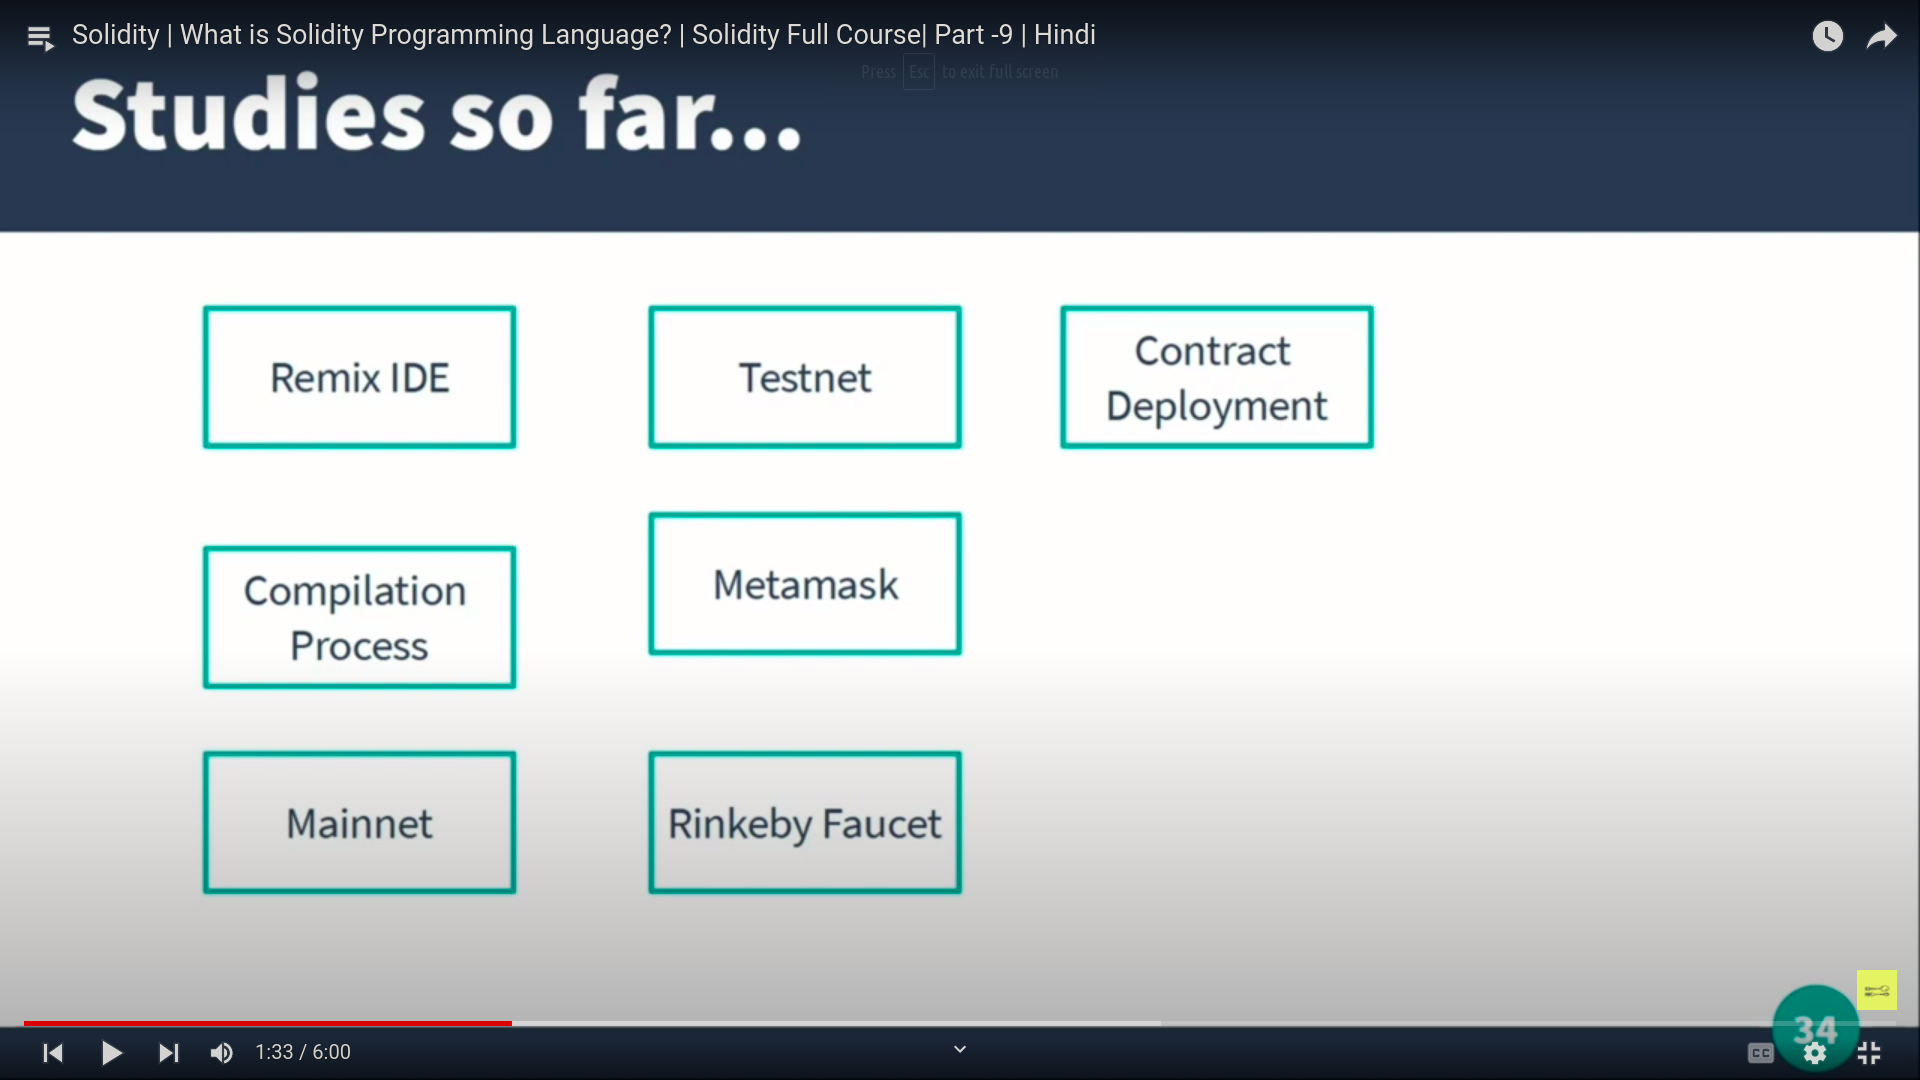 Solidity | What is Solidity Programming Language? | Solidity Full Course| Part -9 | Hindi
Press Esc to exit full screen
Studies so far...
Remix IDE
Testnet
Contract
Deployment
Compilation
Process
Metamask
Mainnet
Rinkeby Faucet
34
1:33 / 6:00
CC